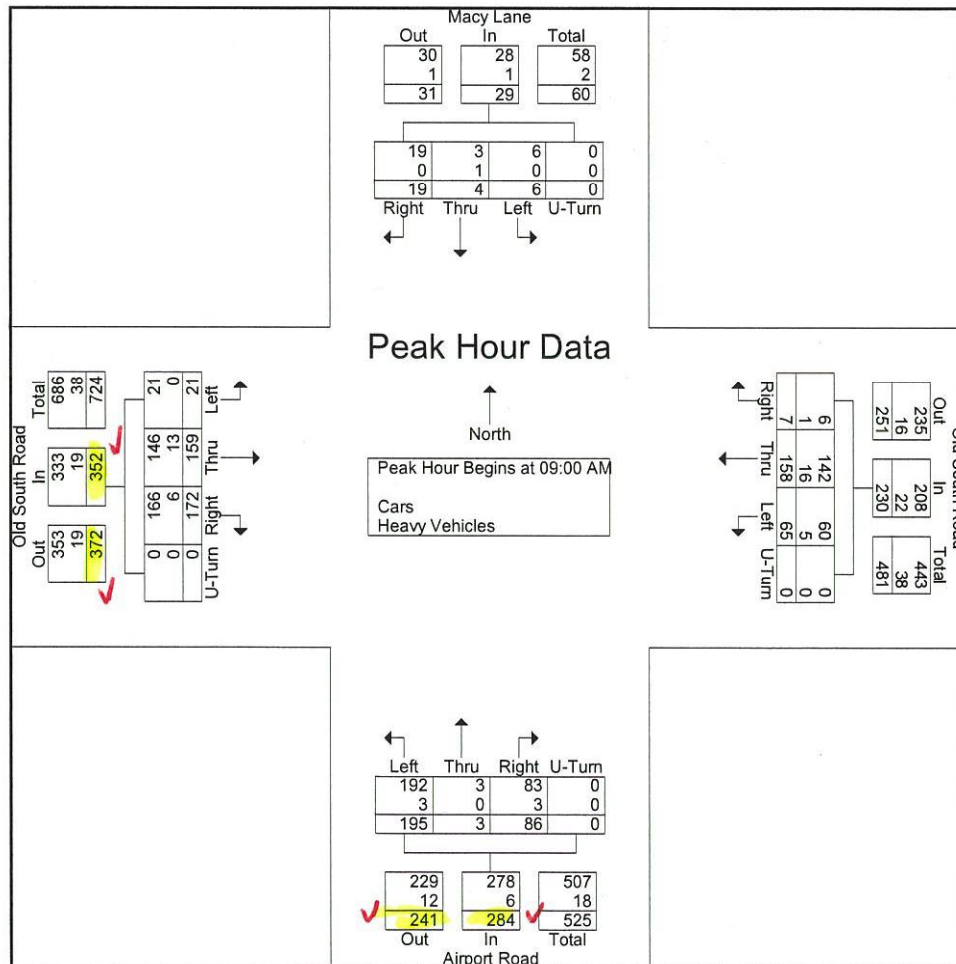 Macy Lane
Out In Total
30 28 58
1 1 2
31 29 60
19 3 6 0
0 1 0 0
19 4 6 0
Right Thru Left U-Turn
Peak Hour Data
North
Peak Hour Begins at 09:00 AM
Cars
Heavy Vehicles
Old South Road
Total In Out
686 333 353
38 19 19
724 352 372
21 146 166 0
0 13 6 0
21 159 172 0
Left Thru Right U-Turn
Old South Road
Out In Total
235 208 443
16 22 38
251 230 481
6 142 60 0
1 16 5 0
7 158 65 0
Right Thru Left U-Turn
Left Thru Right U-Turn
192 3 83 0
3 0 3 0
195 3 86 0
229 278 507
12 6 18
241 284 525
Out In Total
Airport Road